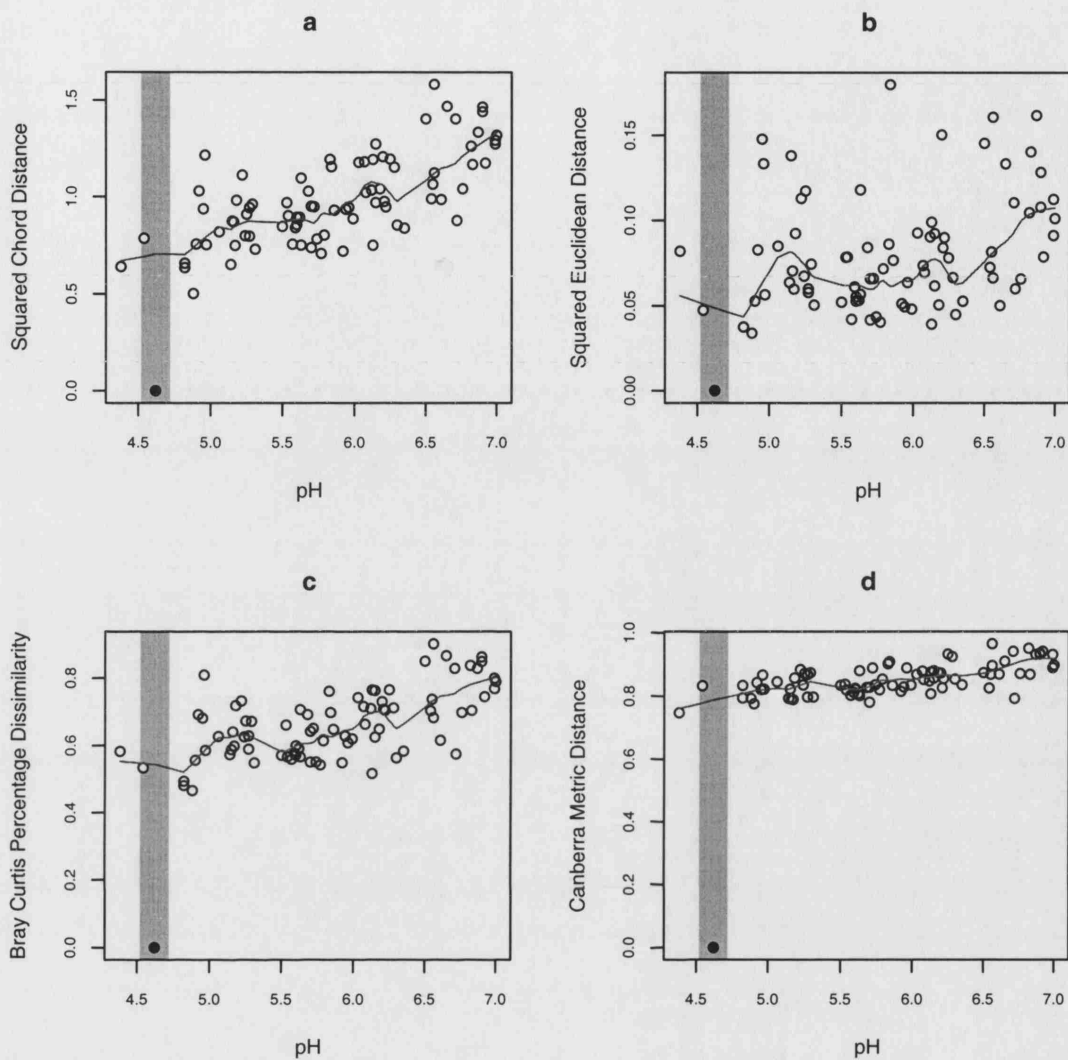 a
Squared Chord Distance
1.5
1.0
0.5
0.0
4.5 5.0 5.5 6.0 6.5 7.0
pH
b
Squared Euclidean Distance
0.15
0.10
0.05
0.00
4.5 5.0 5.5 6.0 6.5 7.0
pH
c
Bray Curtis Percentage Dissimilarity
0.8
0.6
0.4
0.2
0.0
4.5 5.0 5.5 6.0 6.5 7.0
pH
d
Canberra Metric Distance
1.0
0.8
0.6
0.4
0.2
0.0
4.5 5.0 5.5 6.0 6.5 7.0
pH